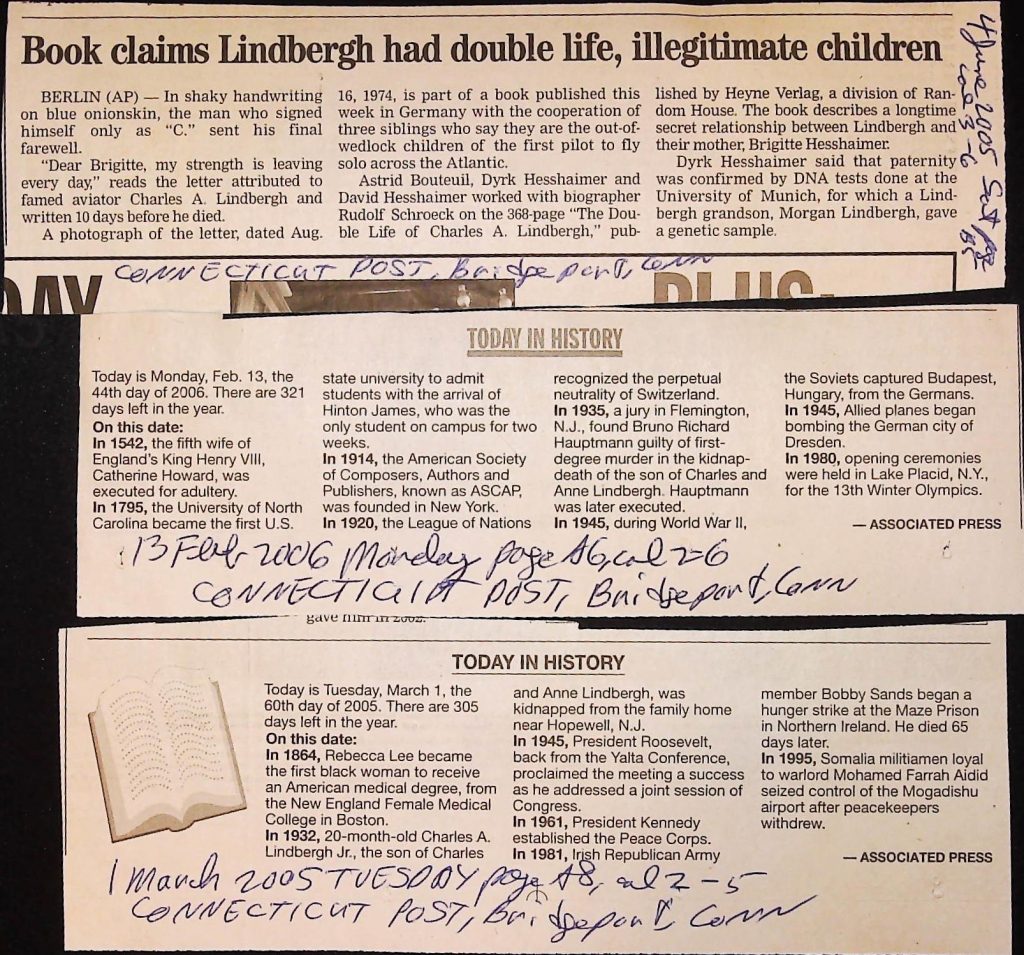 Book claims Lindbergh had double life, illegitimate children
BERLIN (AP) — In shaky handwriting
on blue onionskin, the man who signed
himself only as “C.” sent his final
farewell.
“Dear Brigitte, my strength is leaving
every day,” reads the letter attributed to
famed aviator Charles A. Lindbergh and
written 10 days before he died.
A photograph of the letter, dated Aug.
16, 1974, is part of a book published this
week in Germany with the cooperation of
three siblings who say they are the out-of-
wedlock children of the first pilot to fly
solo across the Atlantic.
Astrid Bouteuil, Dyrk Hesshaimer and
David Hesshaimer worked with biographer
Rudolf Schroeck on the 368-page “The Dou-
ble Life of Charles A. Lindbergh,” pub-
lished by Heyne Verlag, a division of Ran-
dom House. The book describes a longtime
secret relationship between Lindbergh and
their mother, Brigitte Hesshaimer.
Dyrk Hesshaimer said that paternity
was confirmed by DNA tests done at the
University of Munich, for which a Lind-
bergh grandson, Morgan Lindbergh, gave
a genetic sample.
4 June 2005 Sat page
3-6
CONNECTICUT POST, Bridgeport, Conn
DAY
PLUS
TODAY IN HISTORY
Today is Monday, Feb. 13, the
44th day of 2006. There are 321
days left in the year.
On this date:
In 1542, the fifth wife of
England’s King Henry VIII,
Catherine Howard, was
executed for adultery.
In 1795, the University of North
Carolina became the first U.S.
state university to admit
students with the arrival of
Hinton James, who was the
only student on campus for two
weeks.
In 1914, the American Society
of Composers, Authors and
Publishers, known as ASCAP,
was founded in New York.
In 1920, the League of Nations
recognized the perpetual
neutrality of Switzerland.
In 1935, a jury in Flemington,
N.J., found Bruno Richard
Hauptmann guilty of first-
degree murder in the kidnap-
death of the son of Charles and
Anne Lindbergh. Hauptmann
was later executed.
In 1945, during World War II,
the Soviets captured Budapest,
Hungary, from the Germans.
In 1945, Allied planes began
bombing the German city of
Dresden.
In 1980, opening ceremonies
were held in Lake Placid, N.Y.,
for the 13th Winter Olympics.
— ASSOCIATED PRESS
13 Feb 2006 Monday page A6, col 2-6
CONNECTICUT POST, Bridgeport, Conn
gave him in 2002.
TODAY IN HISTORY
Today is Tuesday, March 1, the
60th day of 2005. There are 305
days left in the year.
On this date:
In 1864, Rebecca Lee became
the first black woman to receive
an American medical degree, from
the New England Female Medical
College in Boston.
In 1932, 20-month-old Charles A.
Lindbergh Jr., the son of Charles
and Anne Lindbergh, was
kidnapped from the family home
near Hopewell, N.J.
In 1945, President Roosevelt,
back from the Yalta Conference,
proclaimed the meeting a success
as he addressed a joint session of
Congress.
In 1961, President Kennedy
established the Peace Corps.
In 1981, Irish Republican Army
member Bobby Sands began a
hunger strike at the Maze Prison
in Northern Ireland. He died 65
days later.
In 1995, Somalia militiamen loyal
to warlord Mohamed Farrah Aidid
seized control of the Mogadishu
airport after peacekeepers
withdrew.
— ASSOCIATED PRESS
1 March 2005 TUESDAY page A8, col 2-5
CONNECTICUT POST, Bridgeport, Conn